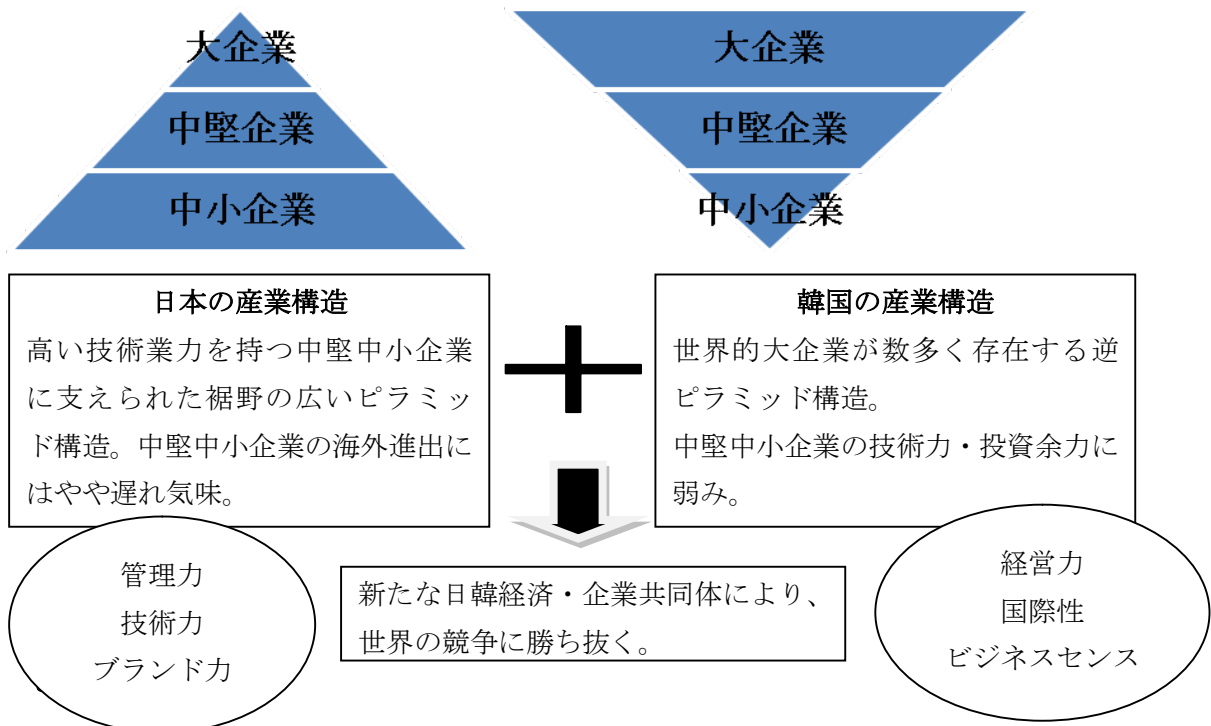 大企業
中堅企業
中小企業
大企業
中堅企業
中小企業
日本の産業構造
高い技術業力を持つ中堅中小企業
に支えられた裾野の広いピラミッ
ド構造。中堅中小企業の海外進出に
はやや遅れ気味。
韓国の産業構造
世界的大企業が数多く存在する逆
ピラミッド構造。
中堅中小企業の技術力・投資余力に
弱み。
管理力
技術力
ブランド力
新たな日韓経済・企業共同体により、
世界の競争に勝ち抜く。
経営力
国際性
ビジネスセンス